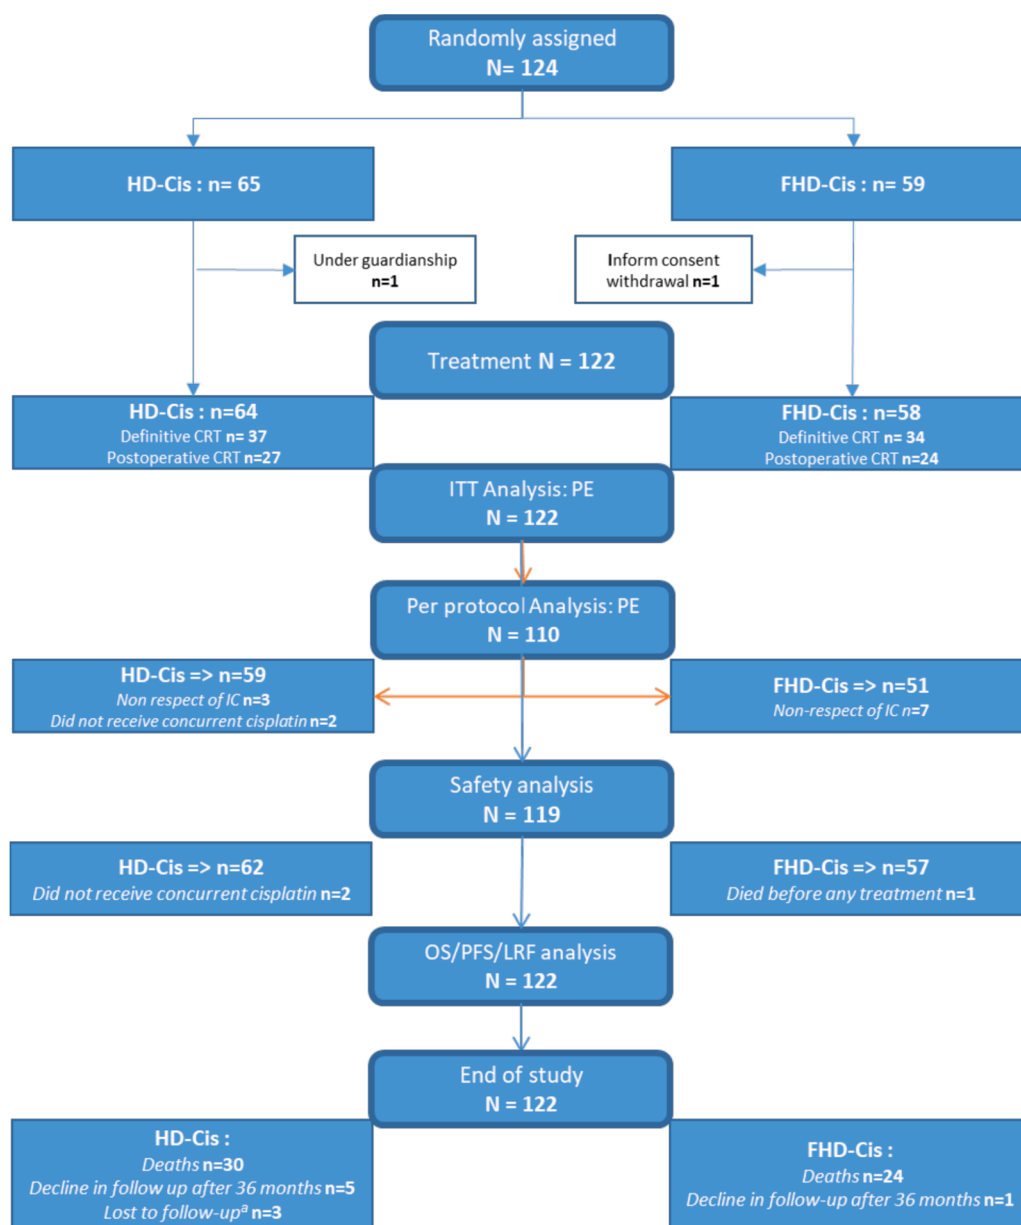 Randomly assigned
N= 124
HD-Cis : n= 65
FHD-Cis : n= 59
Under guardianship
n=1
Inform consent
withdrawal n=1
Treatment N = 122
HD-Cis : n=64
Definitive CRT n= 37
Postoperative CRT n=27
FHD-Cis : n=58
Definitive CRT n= 34
Postoperative CRT n=24
ITT Analysis: PE
N = 122
Per protocol Analysis: PE
N = 110
HD-Cis => n=59
Non respect of IC n=3
Did not receive concurrent cisplatin n=2
FHD-Cis => n=51
Non-respect of IC n=7
Safety analysis
N = 119
HD-Cis => n=62
Did not receive concurrent cisplatin n=2
FHD-Cis => n=57
Died before any treatment n=1
OS/PFS/LRF analysis
N = 122
End of study
N = 122
HD-Cis :
Deaths n=30
Decline in follow up after 36 months n=5
Lost to follow-upª n=3
FHD-Cis :
Deaths n=24
Decline in follow-up after 36 months n=1